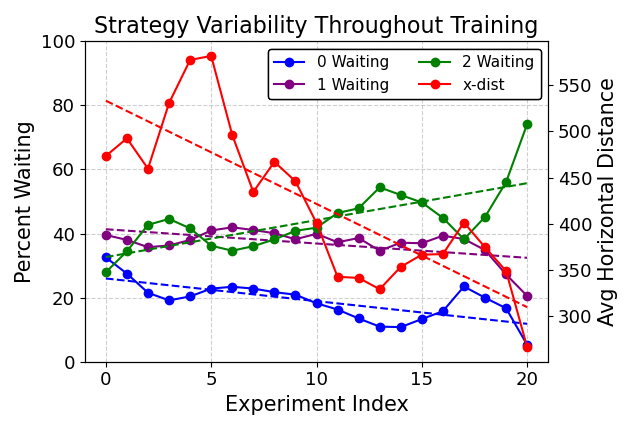 Strategy Variability Throughout Training
0 Waiting
1 Waiting
2 Waiting
x-dist
Percent Waiting
100
80
60
40
20
0
Avg Horizontal Distance
550
500
450
400
350
300
0 5 10 15 20
Experiment Index